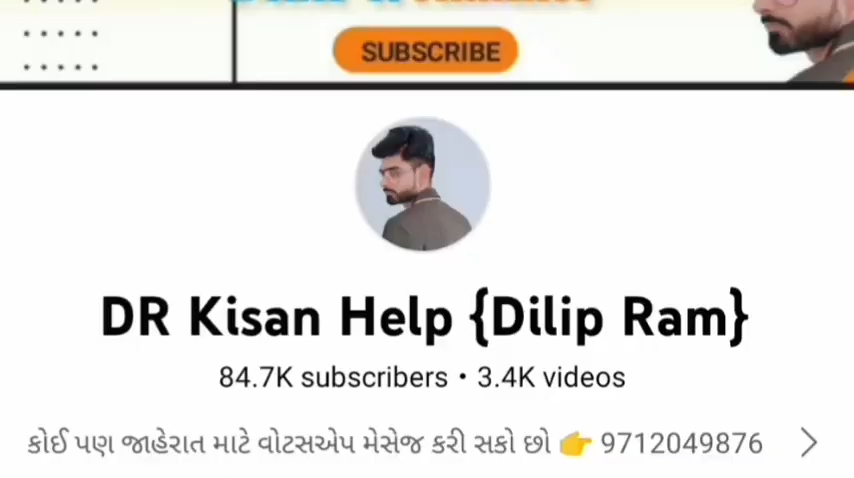 SUBSCRIBE
DR Kisan Help {Dilip Ram}
84.7K subscribers • 3.4K videos
કોઈ પણ જાહેરાત માટે વોટસએપ મેસેજ કરી સકો છો 👉 9712049876